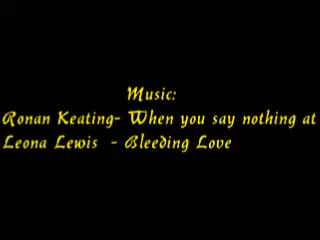 Music:
Ronan Keating- When you say nothing at
Leona Lewis - Bleeding Love